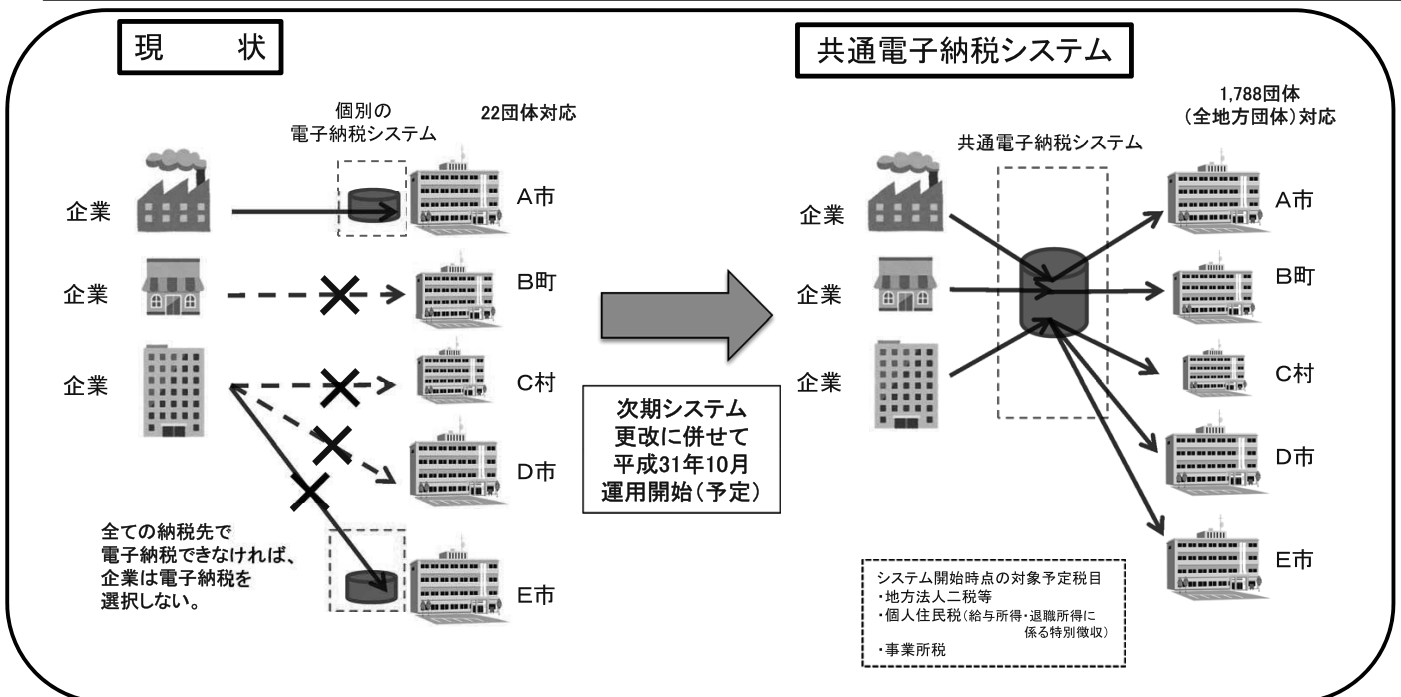 現　　状
個別の
電子納税システム
22団体対応
企業
A市
企業
B町
企業
C村
D市
E市
全ての納税先で
電子納税できなければ、
企業は電子納税を
選択しない。
次期システム
更改に併せて
平成31年10月
運用開始(予定)
共通電子納税システム
1,788団体
(全地方団体)対応
共通電子納税システム
企業
A市
企業
B町
企業
C村
D市
E市
システム開始時点の対象予定税目
・地方法人二税等
・個人住民税(給与所得・退職所得に
係る特別徴収)
・事業所税